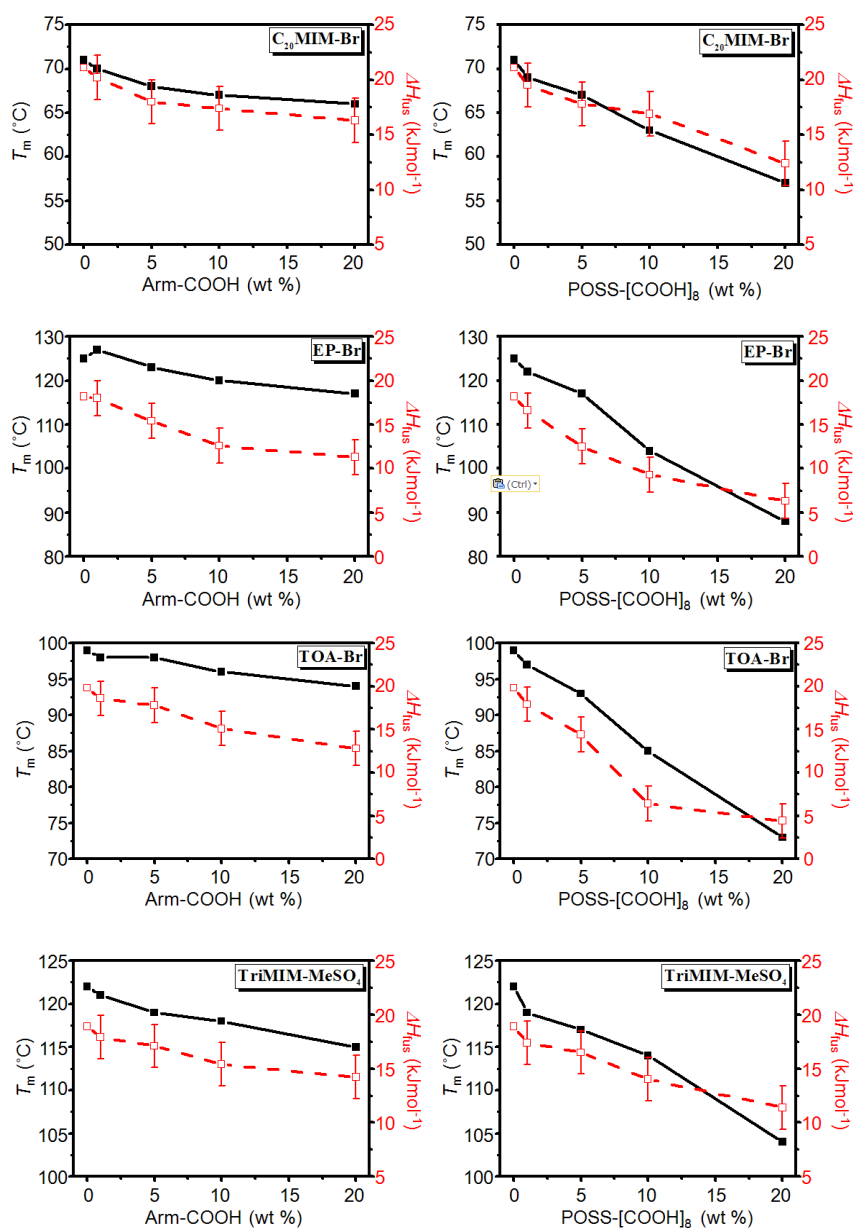 C₂₀MIM-Br
Tm (°C)
75
70
65
60
55
50
25
20
15
10
5
ΔHfus (kJmol⁻¹)
0 5 10 15 20
Arm-COOH (wt %)
C₂₀MIM-Br
Tm (°C)
75
70
65
60
55
50
25
20
15
10
5
ΔHfus (kJmol⁻¹)
0 5 10 15 20
POSS-[COOH]₈ (wt %)
EP-Br
Tm (°C)
130
120
110
100
90
80
25
20
15
10
5
0
ΔHfus (kJmol⁻¹)
0 5 10 15 20
Arm-COOH (wt %)
EP-Br
Tm (°C)
130
120
110
100
90
80
(Ctrl)
25
20
15
10
5
0
ΔHfus (kJmol⁻¹)
0 5 10 15 20
POSS-[COOH]₈ (wt %)
TOA-Br
Tm (°C)
100
95
90
85
80
75
70
25
20
15
10
5
0
ΔHfus (kJmol⁻¹)
0 5 10 15 20
Arm-COOH (wt %)
TOA-Br
Tm (°C)
100
95
90
85
80
75
70
25
20
15
10
5
0
ΔHfus (kJmol⁻¹)
0 5 10 15 20
POSS-[COOH]₈ (wt %)
TriMIM-MeSO₄
Tm (°C)
125
120
115
110
105
100
25
20
15
10
5
ΔHfus (kJmol⁻¹)
0 5 10 15 20
Arm-COOH (wt %)
TriMIM-MeSO₄
Tm (°C)
125
120
115
110
105
100
25
20
15
10
5
ΔHfus (kJmol⁻¹)
0 5 10 15 20
POSS-[COOH]₈ (wt %)